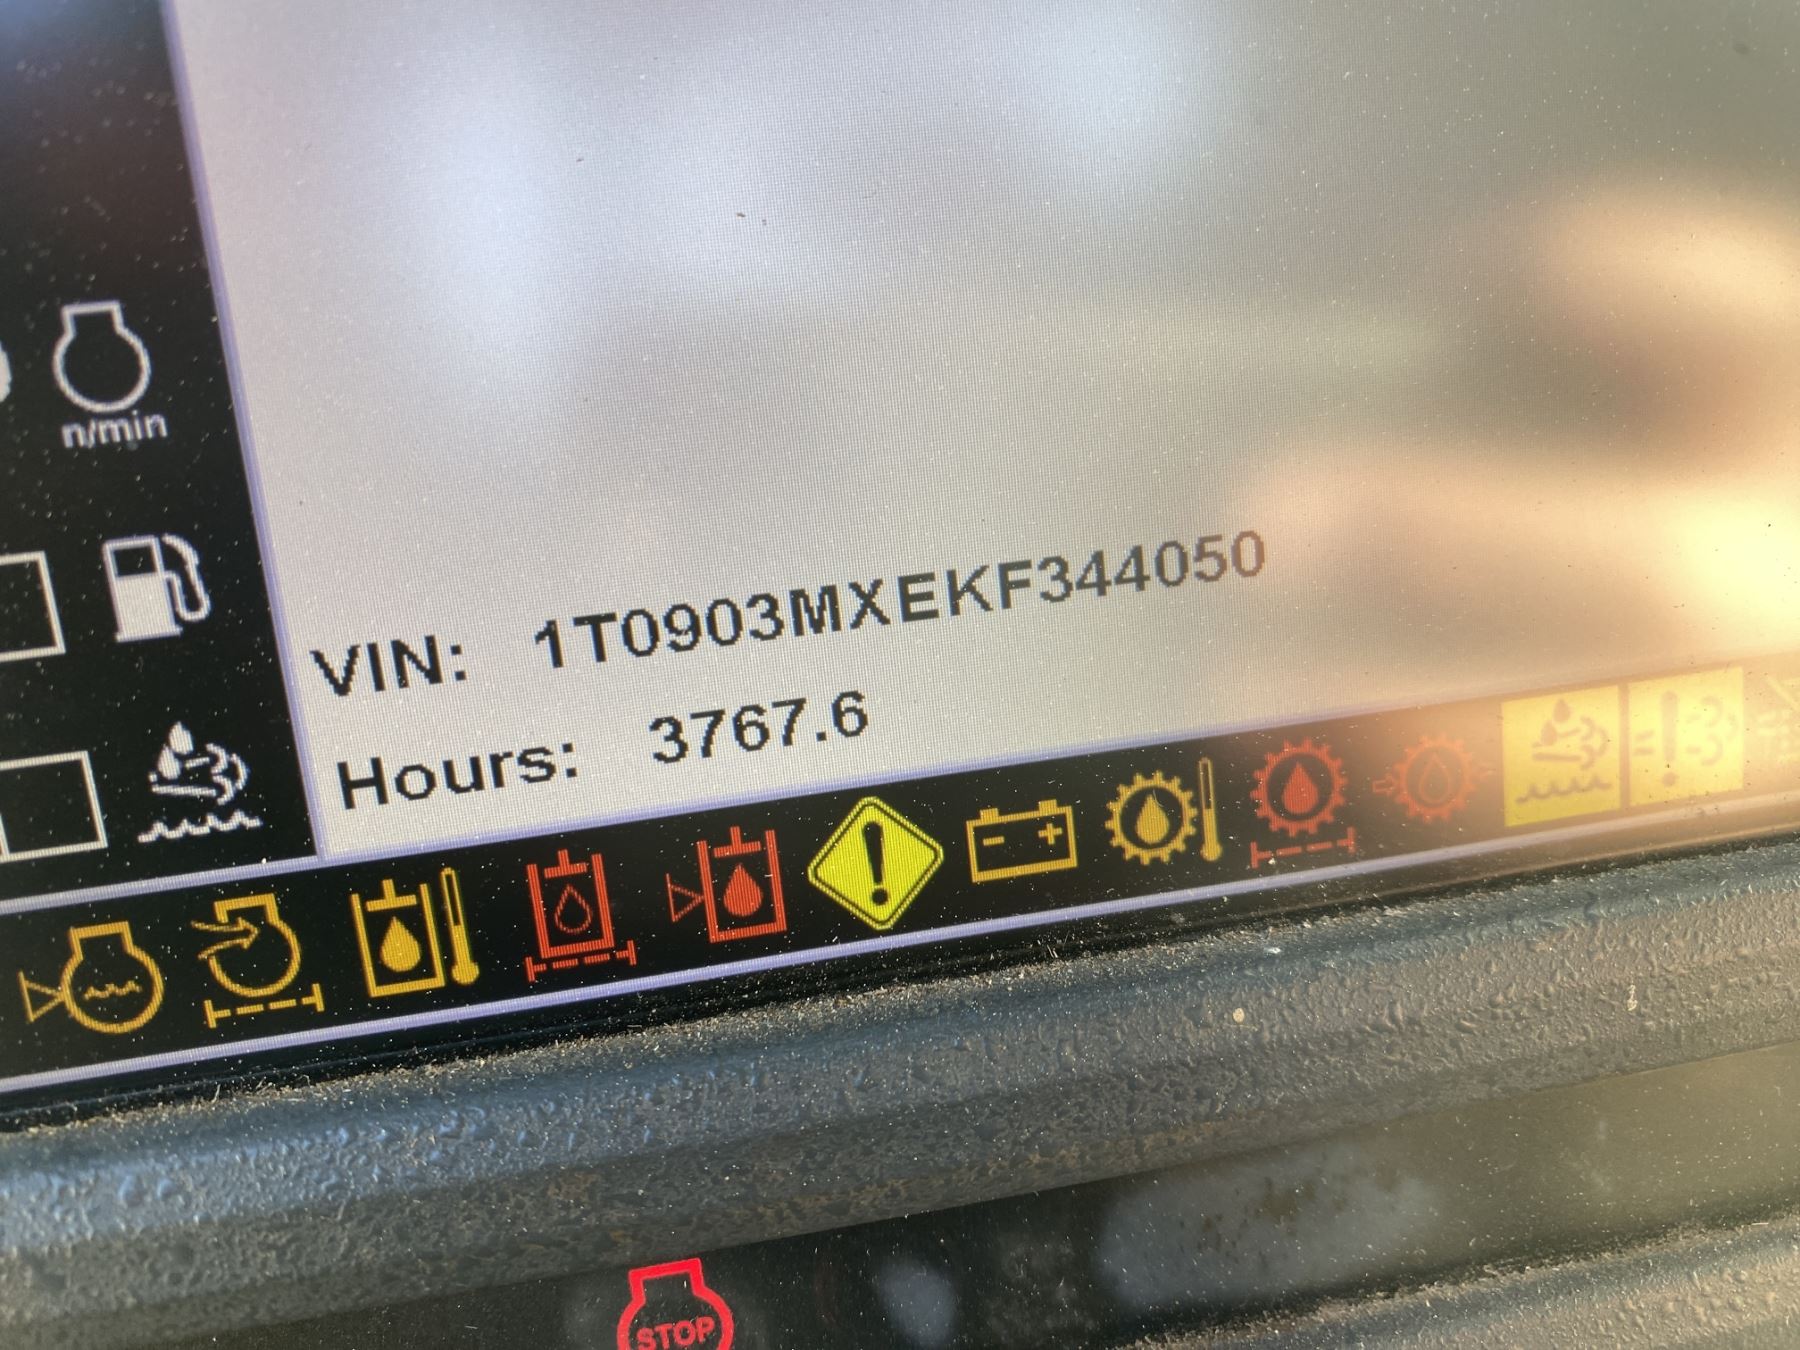 n/min
VIN: 1T0903MXEKF344050
Hours: 3767.6
STOP